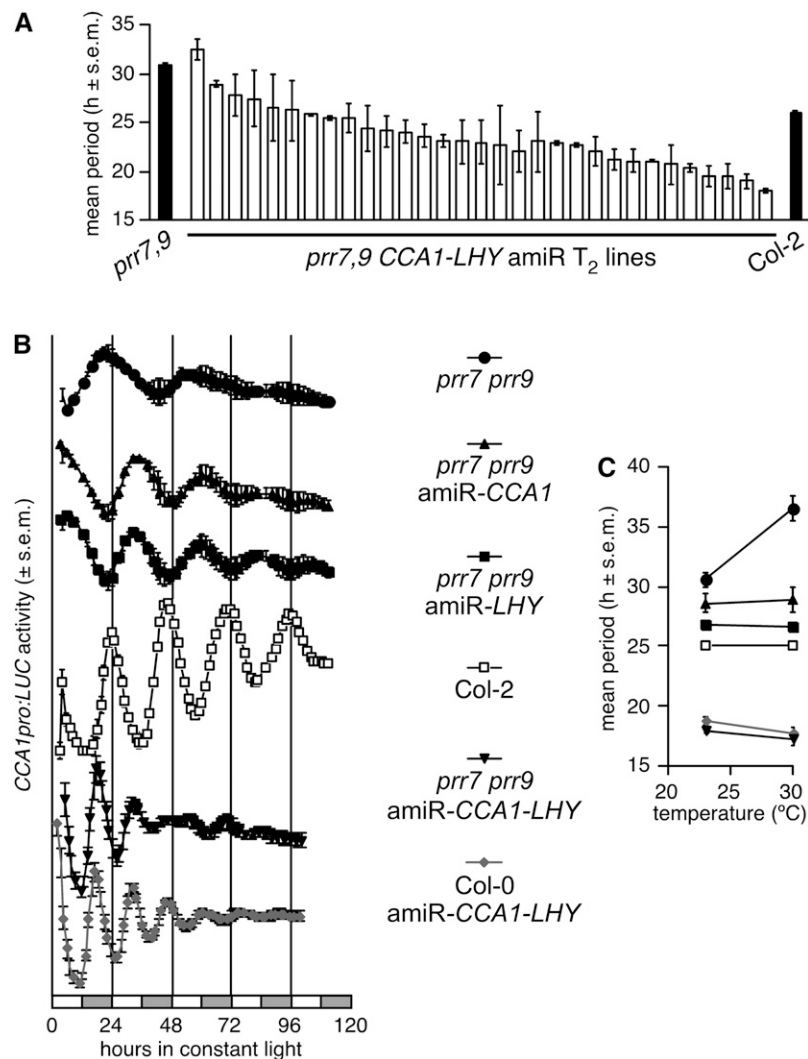 A
mean period (h ± s.e.m.)
35
30
25
20
15
prr7,9
prr7,9 CCA1-LHY amiR T₂ lines
Col-2
B
CCA1pro:LUC activity (± s.e.m.)
0
24
48
72
96
120
hours in constant light
prr7 prr9
prr7 prr9
amiR-CCA1
prr7 prr9
amiR-LHY
Col-2
prr7 prr9
amiR-CCA1-LHY
Col-0
amiR-CCA1-LHY
C
mean period (h ± s.e.m.)
40
35
30
25
20
15
20
25
30
temperature (ºC)